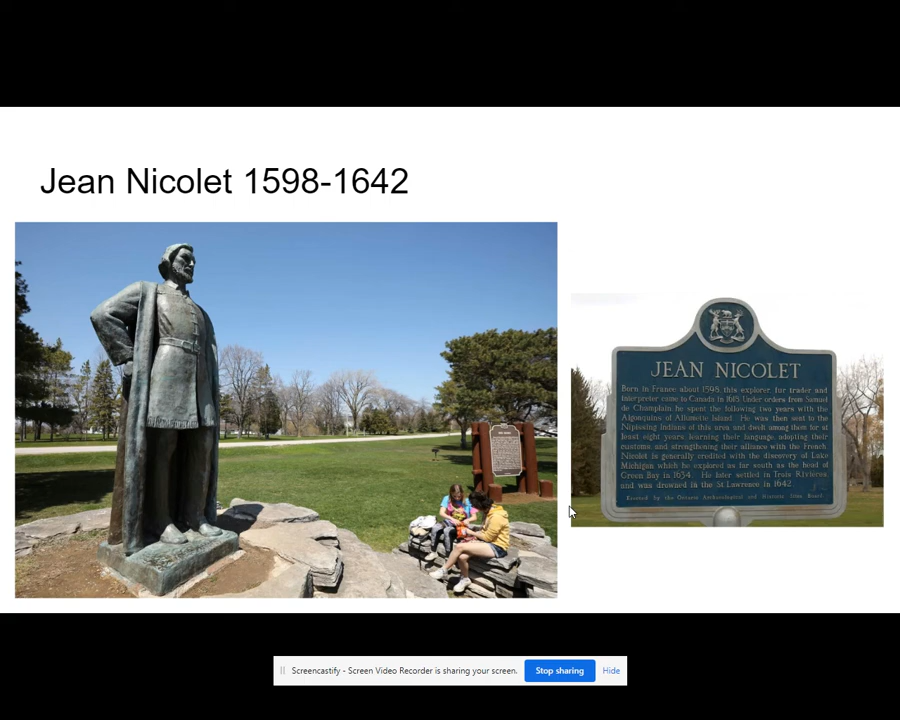 Jean Nicolet 1598-1642
JEAN NICOLET
Born in France about 1598, this explorer, fur trader and
interpreter came to Canada in 1618. Under orders from Samuel
de Champlain he spent the following two years with the
Algonquins of Allumette Island. He was then sent to the
Nipissing Indians of this area and dwelt among them for at
least eight years, learning their language, adopting their
customs, and strengthening their alliance with the French.
Nicolet is generally credited with the discovery of Lake
Michigan which he explored as far south as the head of
Green Bay in 1634. He later settled in Trois Rivières
and was drowned in the St Lawrence in 1642
Erected by the Ontario Archaeological and Historic Sites Board.
Screencastify - Screen Video Recorder is sharing your screen.
Stop sharing
Hide